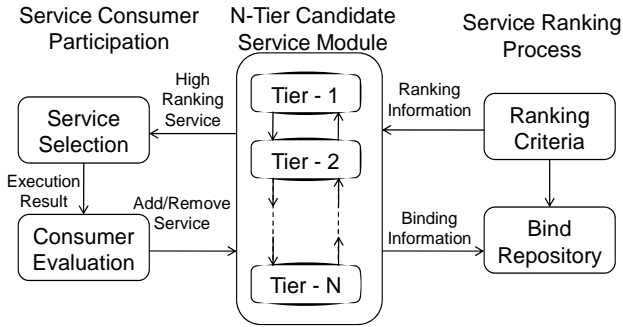 Service Consumer
Participation
N-Tier Candidate
Service Module
Service Ranking
Process
High
Ranking
Service
Tier - 1
Ranking
Information
Service
Selection
Tier - 2
Ranking
Criteria
Execution
Result
Add/Remove
Service
Consumer
Evaluation
Binding
Information
Bind
Repository
Tier - N